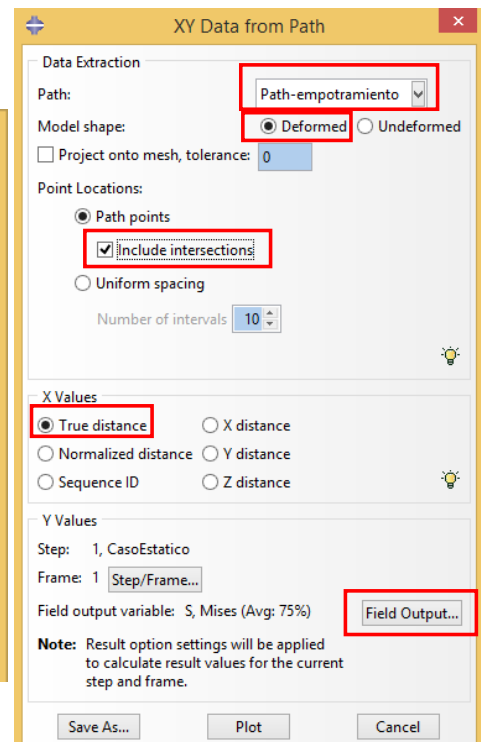 XY Data from Path
Data Extraction
Path: Path-empotramiento
Model shape: Deformed Undeformed
Project onto mesh, tolerance: 0
Point Locations:
Path points
Include intersections
Uniform spacing
Number of intervals 10
X Values
True distance X distance
Normalized distance Y distance
Sequence ID Z distance
Y Values
Step: 1, CasoEstatico
Frame: 1 Step/Frame...
Field output variable: S, Mises (Avg: 75%) Field Output...
Note: Result option settings will be applied
to calculate result values for the current
step and frame.
Save As... Plot Cancel